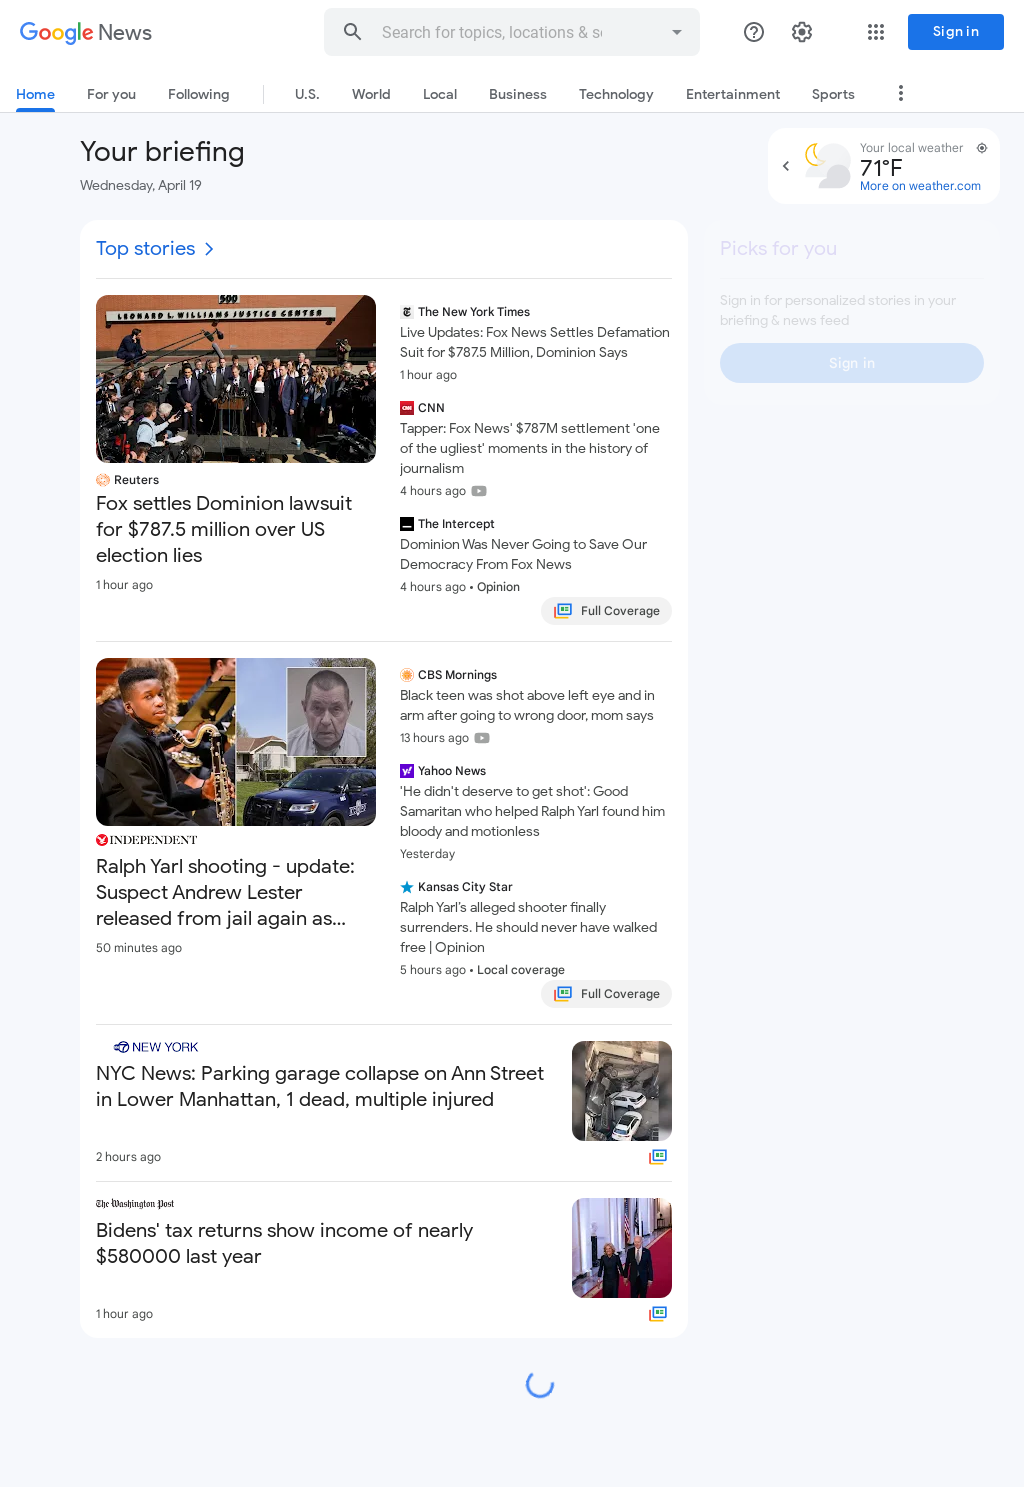 Google News
Search for topics, locations & s
Sign in
Home
For you
Following
U.S.
World
Local
Business
Technology
Entertainment
Sports
Your briefing
Wednesday, April 19
Your local weather
71°F
More on weather.com
Top stories
500
LEONARD L. WILLIAMS JUSTICE CENTER
Reuters
Fox settles Dominion lawsuit
for $787.5 million over US
election lies
1 hour ago
The New York Times
Live Updates: Fox News Settles Defamation
Suit for $787.5 Million, Dominion Says
1 hour ago
CNN
Tapper: Fox News' $787M settlement 'one
of the ugliest' moments in the history of
journalism
4 hours ago
The Intercept
Dominion Was Never Going to Save Our
Democracy From Fox News
4 hours ago • Opinion
Full Coverage
Picks for you
Sign in for personalized stories in your
briefing & news feed
Sign in
INDEPENDENT
Ralph Yarl shooting - update:
Suspect Andrew Lester
released from jail again as...
50 minutes ago
CBS Mornings
Black teen was shot above left eye and in
arm after going to wrong door, mom says
13 hours ago
Yahoo News
'He didn't deserve to get shot': Good
Samaritan who helped Ralph Yarl found him
bloody and motionless
Yesterday
Kansas City Star
Ralph Yarl's alleged shooter finally
surrenders. He should never have walked
free | Opinion
5 hours ago • Local coverage
Full Coverage
7 NEW YORK
NYC News: Parking garage collapse on Ann Street
in Lower Manhattan, 1 dead, multiple injured
2 hours ago
The Washington Post
Bidens' tax returns show income of nearly
$580000 last year
1 hour ago